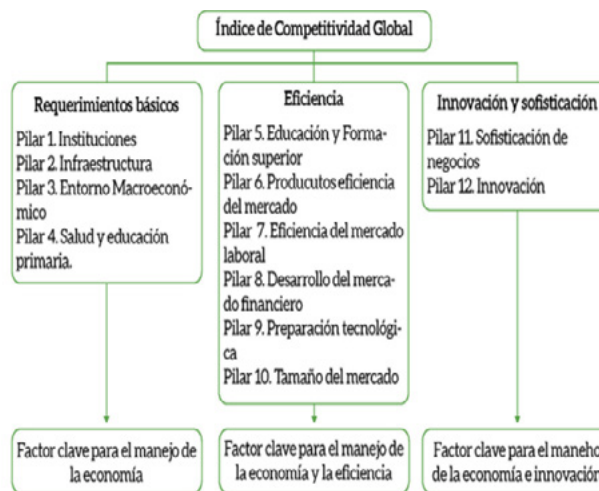 Índice de Competitividad Global
Requerimientos básicos
Pilar 1. Instituciones
Pilar 2. Infraestructura
Pilar 3. Entorno Macroeconó-
mico
Pilar 4. Salud y educación
primaria.
Factor clave para el manejo de
la economía
Eficiencia
Pilar 5. Educación y Forma-
ción superior
Pilar 6. Producutos eficiencia
del mercado
Pilar 7. Eficiencia del mercado
laboral
Pilar 8. Desarrollo del merca-
do financiero
Pilar 9. Preparación tecnológi-
ca
Pilar 10. Tamaño del mercado
Factor clave para el manejo de
la economía y la eficiencia
Innovación y sofisticación
Pilar 11. Sofisticación de
negocios
Pilar 12. Innovación
Factor clave para el maneho
de la economía e innovación